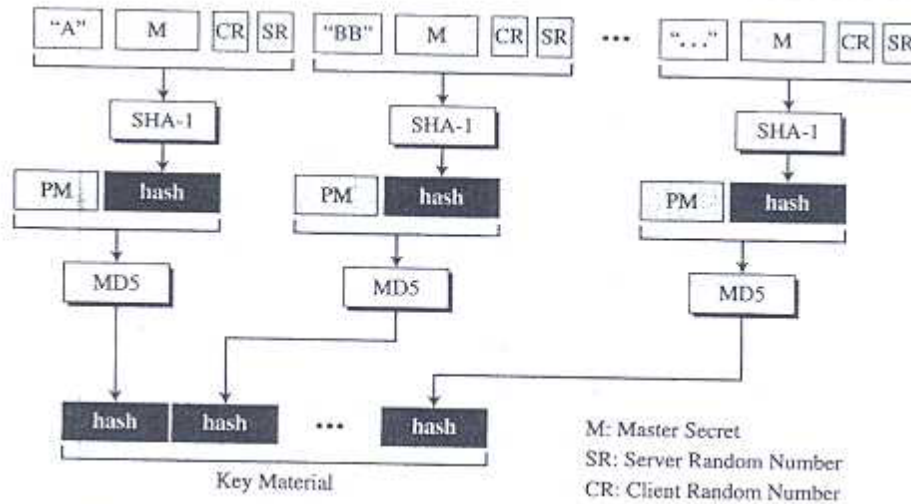 "A" M CR SR "BB" M CR SR ... "..." M CR SR
SHA-1 SHA-1 SHA-1
PM hash PM hash PM hash
MD5 MD5 MD5
hash hash ... hash
Key Material
M: Master Secret
SR: Server Random Number
CR: Client Random Number